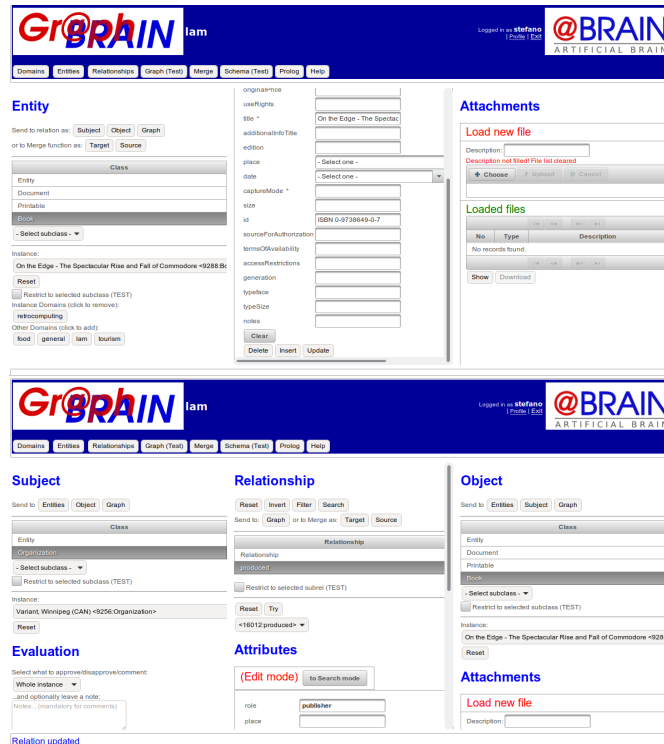 Gr@phBRAIN
lam
Logged in as stefano
| Profile | Exit
@BRAIN
ARTIFICIAL BRAIN
Domains Entities Relationships Graph (Test) Merge Schema (Test) Prolog Help
Entity
Send to relation as: Subject Object Graph
or to Merge function as: Target Source
Class
Entity
Document
Printable
Book
- Select subclass -
Instance:
On the Edge - The Spectacular Rise and Fall of Commodore <9288:Bo
Reset
Restrict to selected subclass (TEST)
Instance Domains (click to remove):
retrocomputing
Other Domains (click to add):
food general lam tourism
originalPrice
useRights
title * On the Edge - The Spectac
additionalInfoTitle
edition
place - Select one -
date - Select one -
captureMode *
size
id ISBN 0-9738649-0-7
sourceForAuthorization
termsOfAvailability
accessRestrictions
generation
typeface
typeSize
notes
Clear
Delete Insert Update
Attachments
Load new file
Description:
Description not filled! File list cleared
Choose Upload Cancel
Loaded files
No Type Description
No records found.
Show Download
Gr@phBRAIN
lam
Logged in as stefano
| Profile | Exit
@BRAIN
ARTIFICIAL BRAIN
Domains Entities Relationships Graph (Test) Merge Schema (Test) Prolog Help
Subject
Send to Entities Object Graph
Class
Entity
Organization
- Select subclass -
Restrict to selected subclass (TEST)
Instance:
Variant, Winnipeg (CAN) <9256:Organization>
Reset
Evaluation
Select what to approve/disapprove/comment:
Whole instance
...and optionally leave a note:
Notes... (mandatory for comments)
Relationship
Reset Invert Filter Search
Send to: Graph or to Merge as: Target Source
Relationship
Relationship
produced
Restrict to selected subrel (TEST)
Reset Try
<16012:produced>
Attributes
(Edit mode) to Search mode
role publisher
place
Object
Send to Entities Subject Graph
Class
Entity
Document
Printable
Book
- Select subclass -
Restrict to selected subclass (TEST)
Instance:
On the Edge - The Spectacular Rise and Fall of Commodore <928
Reset
Attachments
Load new file
Description:
Relation updated